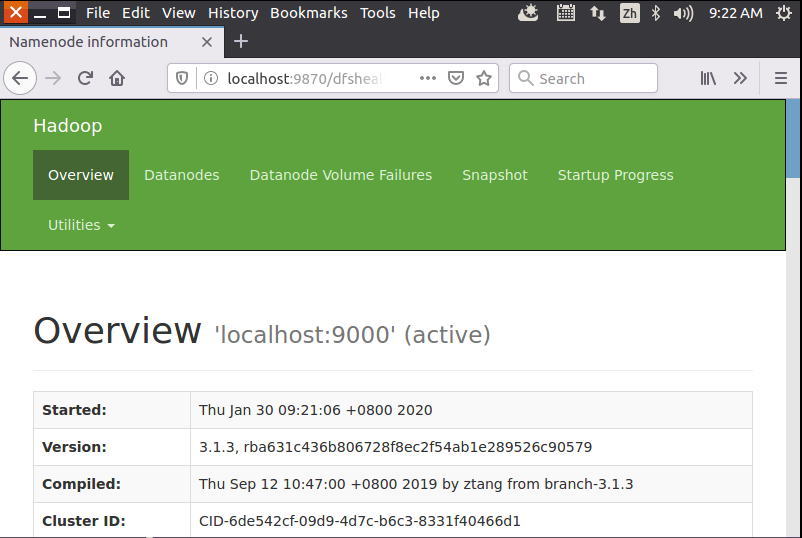 File Edit View History Bookmarks Tools Help Zh 9:22 AM
Namenode information
localhost:9870/dfsheal Search
Hadoop
Overview Datanodes Datanode Volume Failures Snapshot Startup Progress
Utilities
Overview 'localhost:9000' (active)
Started: Thu Jan 30 09:21:06 +0800 2020
Version: 3.1.3, rba631c436b806728f8ec2f54ab1e289526c90579
Compiled: Thu Sep 12 10:47:00 +0800 2019 by ztang from branch-3.1.3
Cluster ID: CID-6de542cf-09d9-4d7c-b6c3-8331f40466d1